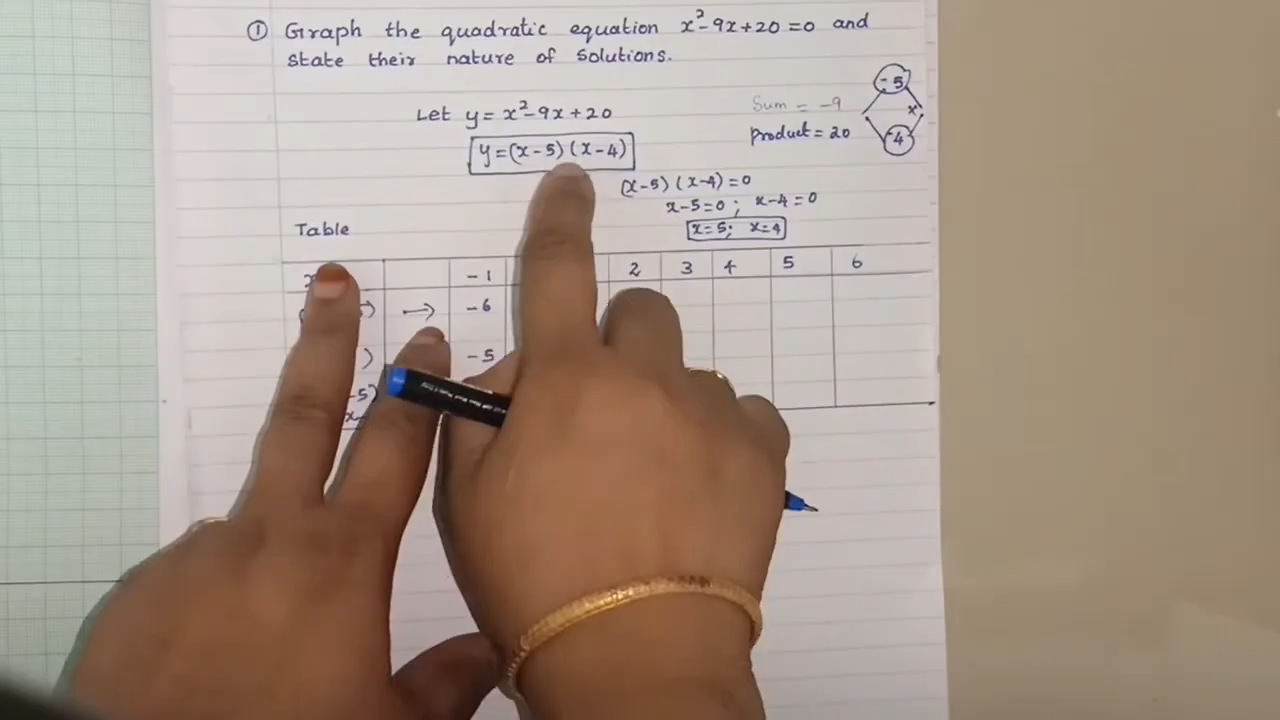 ① Graph the quadratic equation x²-9x+20=0 and
state their nature of solutions.
Let y = x²-9x+20
y=(x-5)(x-4)
Sum = -9
product = 20
-5
x
-4
(x-5)(x-4)=0
x-5=0; x-4=0
x=5; x=4
Table
-1 2 3 4 5 6
→ -6
) -5
-5)
x-